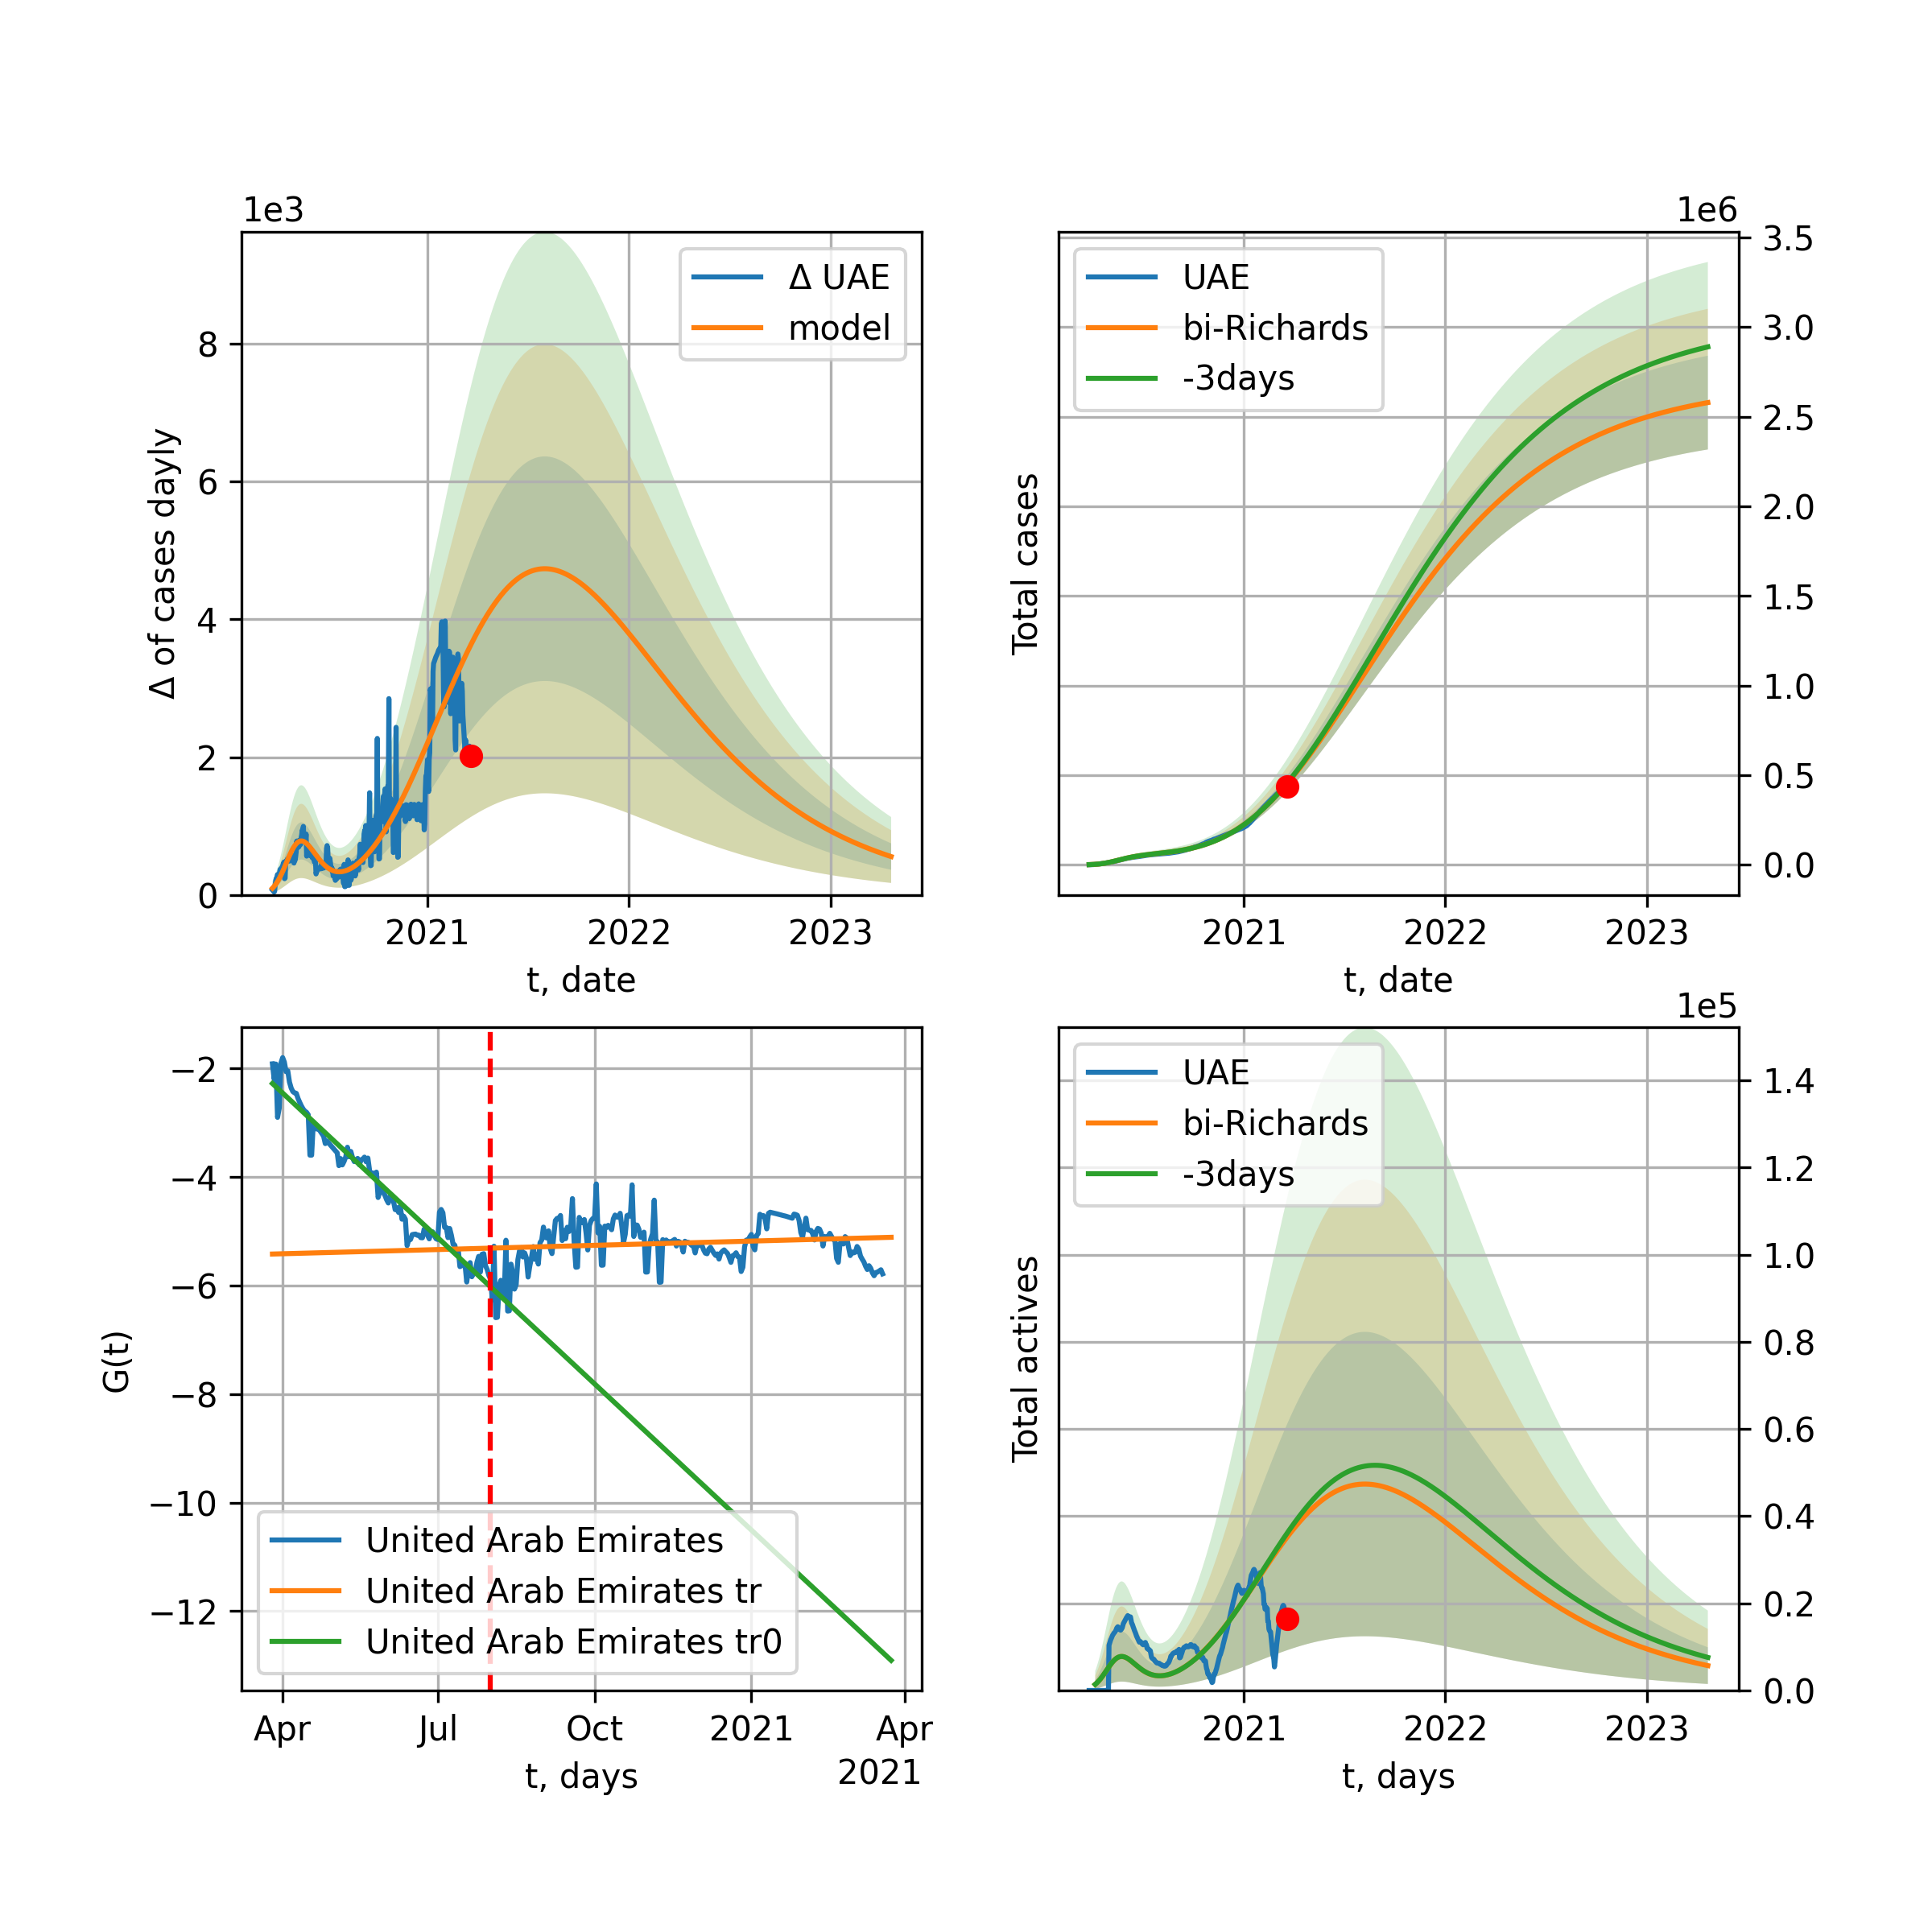 1e3
Δ of cases dayly
8
6
4
2
0
Δ UAE
model
2021 2022 2023
t, date
1e6
Total cases
UAE
bi-Richards
-3days
3.5
3.0
2.5
2.0
1.5
1.0
0.5
0.0
2021 2022 2023
t, date
G(t)
−2
−4
−6
−8
−10
−12
United Arab Emirates
United Arab Emirates tr
United Arab Emirates tr0
Apr Jul Oct 2021 Apr
2021
t, days
1e5
Total actives
UAE
bi-Richards
-3days
1.4
1.2
1.0
0.8
0.6
0.4
0.2
0.0
2021 2022 2023
t, days